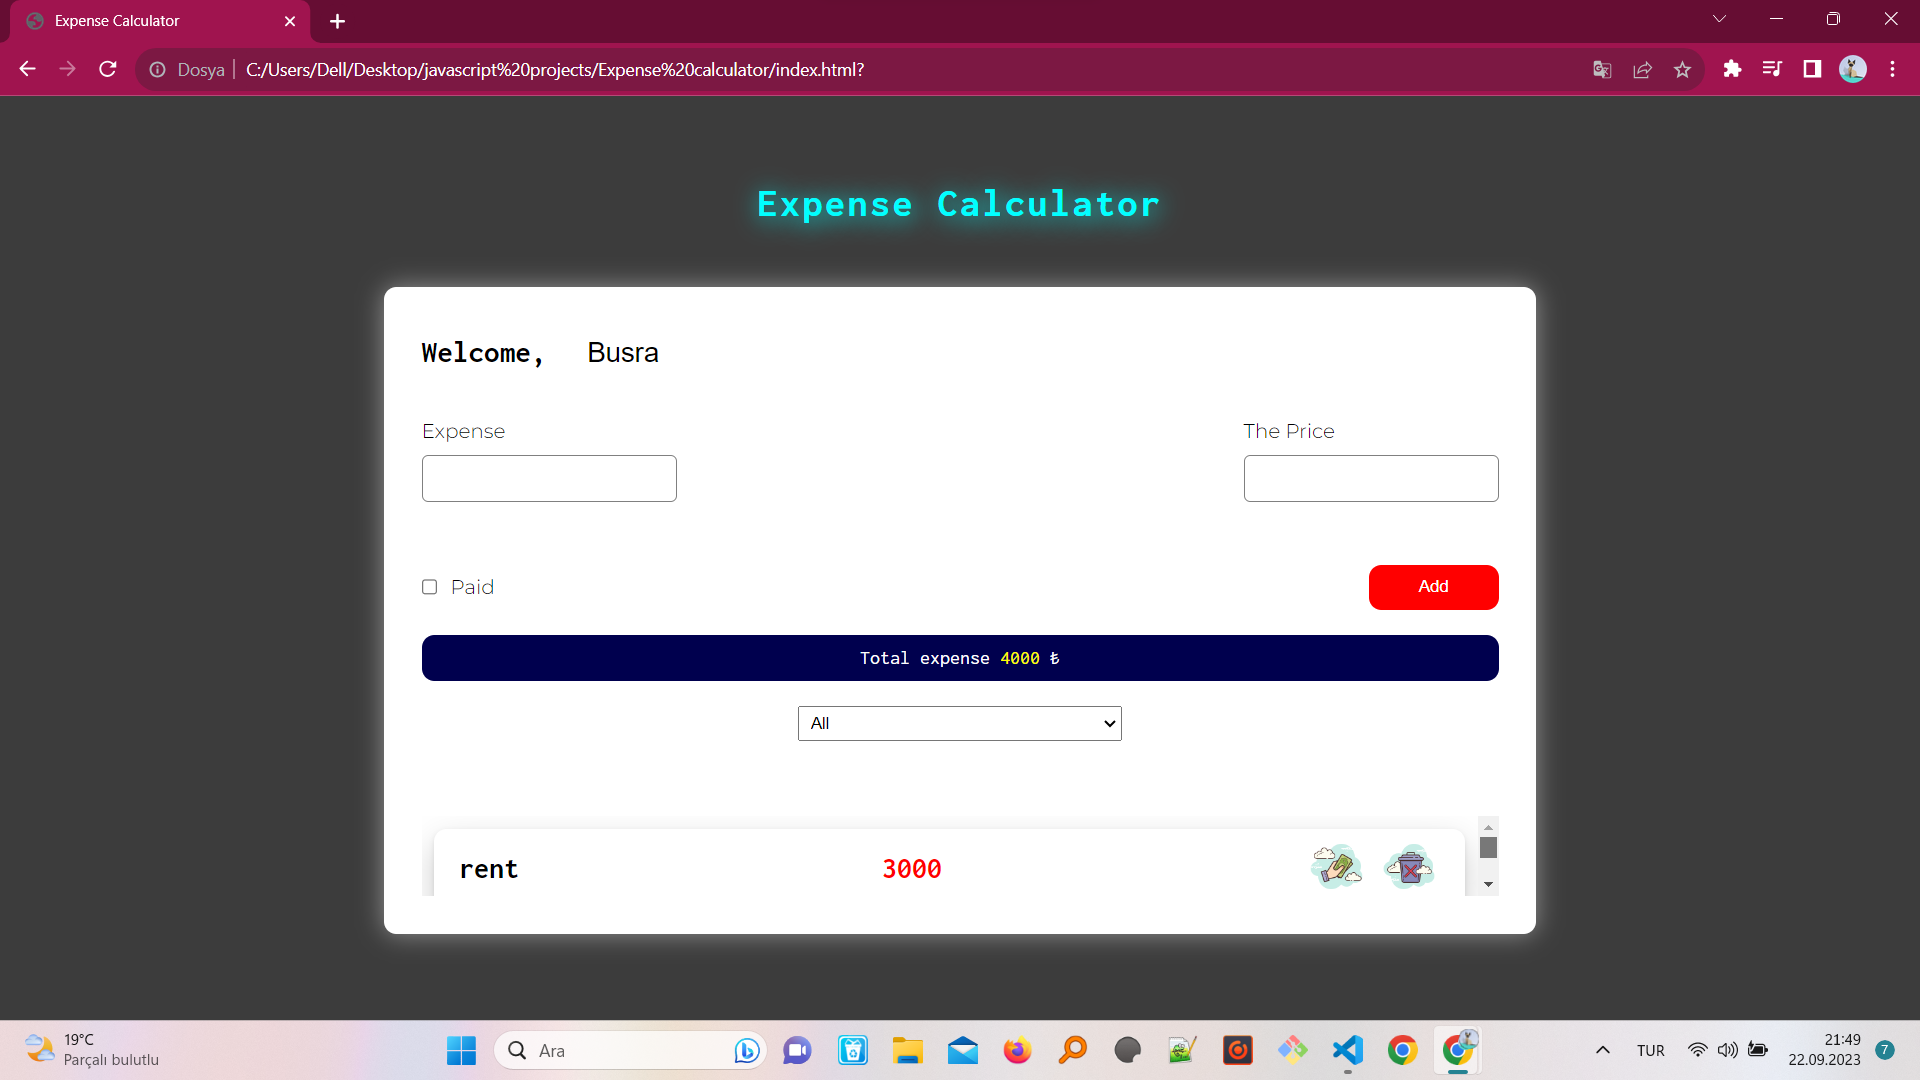 Expense Calculator
Dosya C:/Users/Dell/Desktop/javascript%20projects/Expense%20calculator/index.html?
Expense Calculator
Welcome, Busra
Expense The Price
Paid Add
Total expense 4000 ₺
All
rent 3000
19°C
Parçalı bulutlu
Ara
TUR
21:49
22.09.2023
7